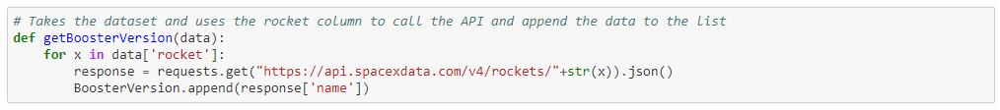 # Takes the dataset and uses the rocket column to call the API and append the data to the list
def getBoosterVersion(data):
    for x in data['rocket']:
        response = requests.get("https://api.spacexdata.com/v4/rockets/"+str(x)).json()
        BoosterVersion.append(response['name'])